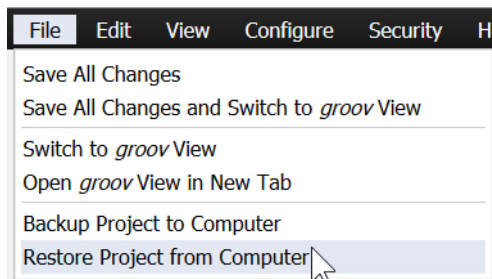 File Edit View Configure Security
Save All Changes
Save All Changes and Switch to groov View
Switch to groov View
Open groov View in New Tab
Backup Project to Computer
Restore Project from Computer